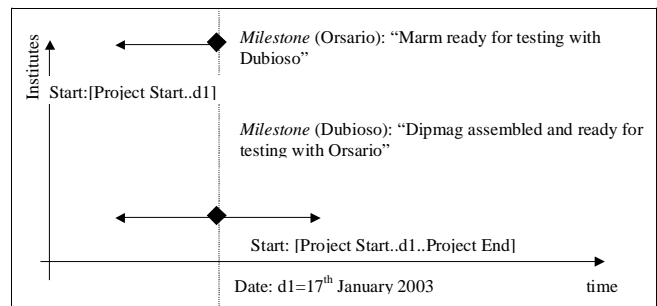 Institutes
Milestone (Orsario): “Marm ready for testing with
Dubioso”
Start:[Project Start..d1]
Milestone (Dubioso): “Dipmag assembled and ready for
testing with Orsario”
Start: [Project Start..d1..Project End]
Date: d1=17th January 2003 time